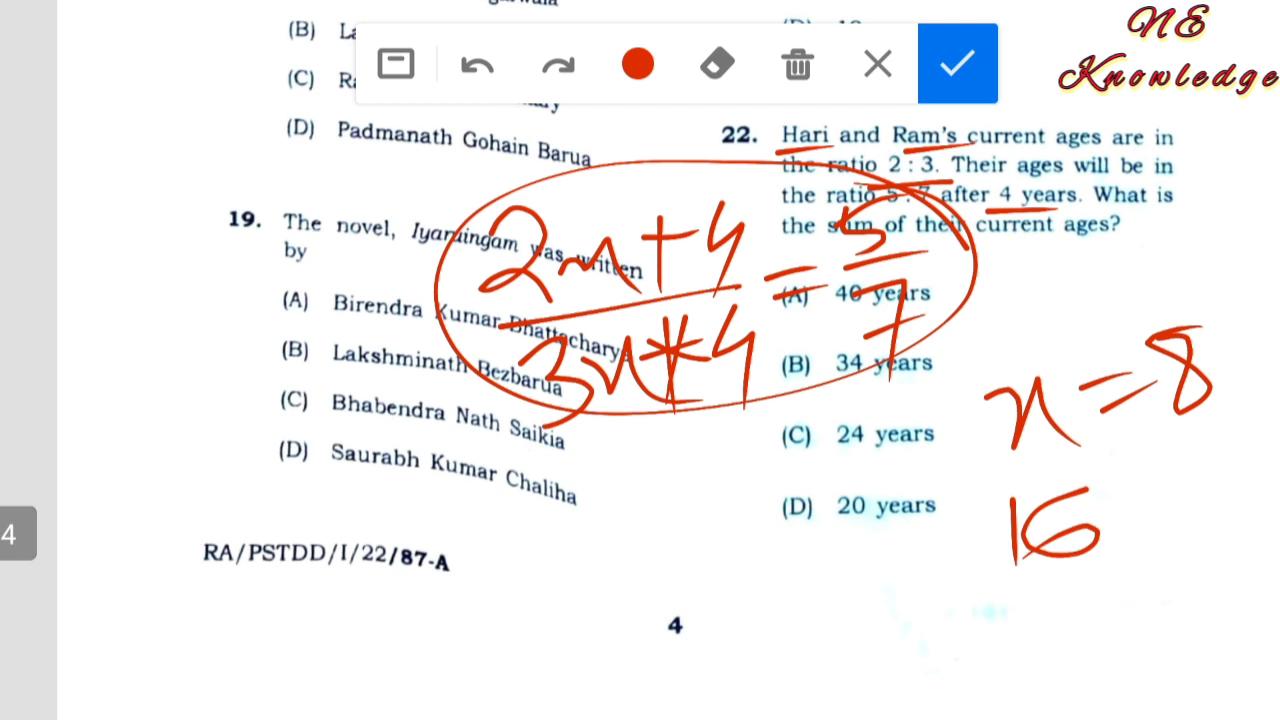 NE
Knowledge
(B) La
(C) Ra
(D) Padmanath Gohain Barua
19. The novel, Iyaruingam was written
by
(A) Birendra Kumar Bhattacharya
(B) Lakshminath Bezbarua
(C) Bhabendra Nath Saikia
(D) Saurabh Kumar Chaliha
RA/PSTDD/I/22/87-A
22. Hari and Ram's current ages are in
the ratio 2 : 3. Their ages will be in
the ratio 5 : 7 after 4 years. What is
the sum of their current ages?
(A) 40 years
(B) 34 years
(C) 24 years
(D) 20 years
2x+4 = 5
3x+4 7
x=8
16
4
4